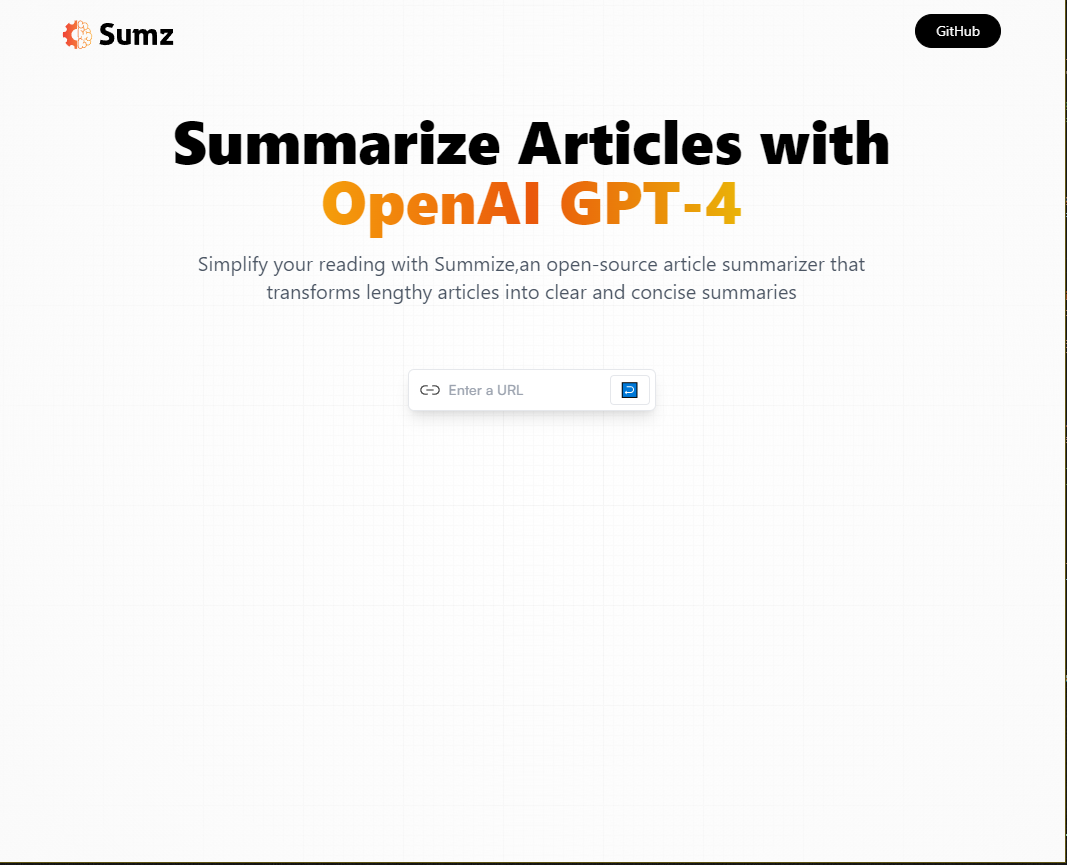 Sumz
GitHub
Summarize Articles with
OpenAI GPT-4
Simplify your reading with Summize,an open-source article summarizer that
transforms lengthy articles into clear and concise summaries
Enter a URL